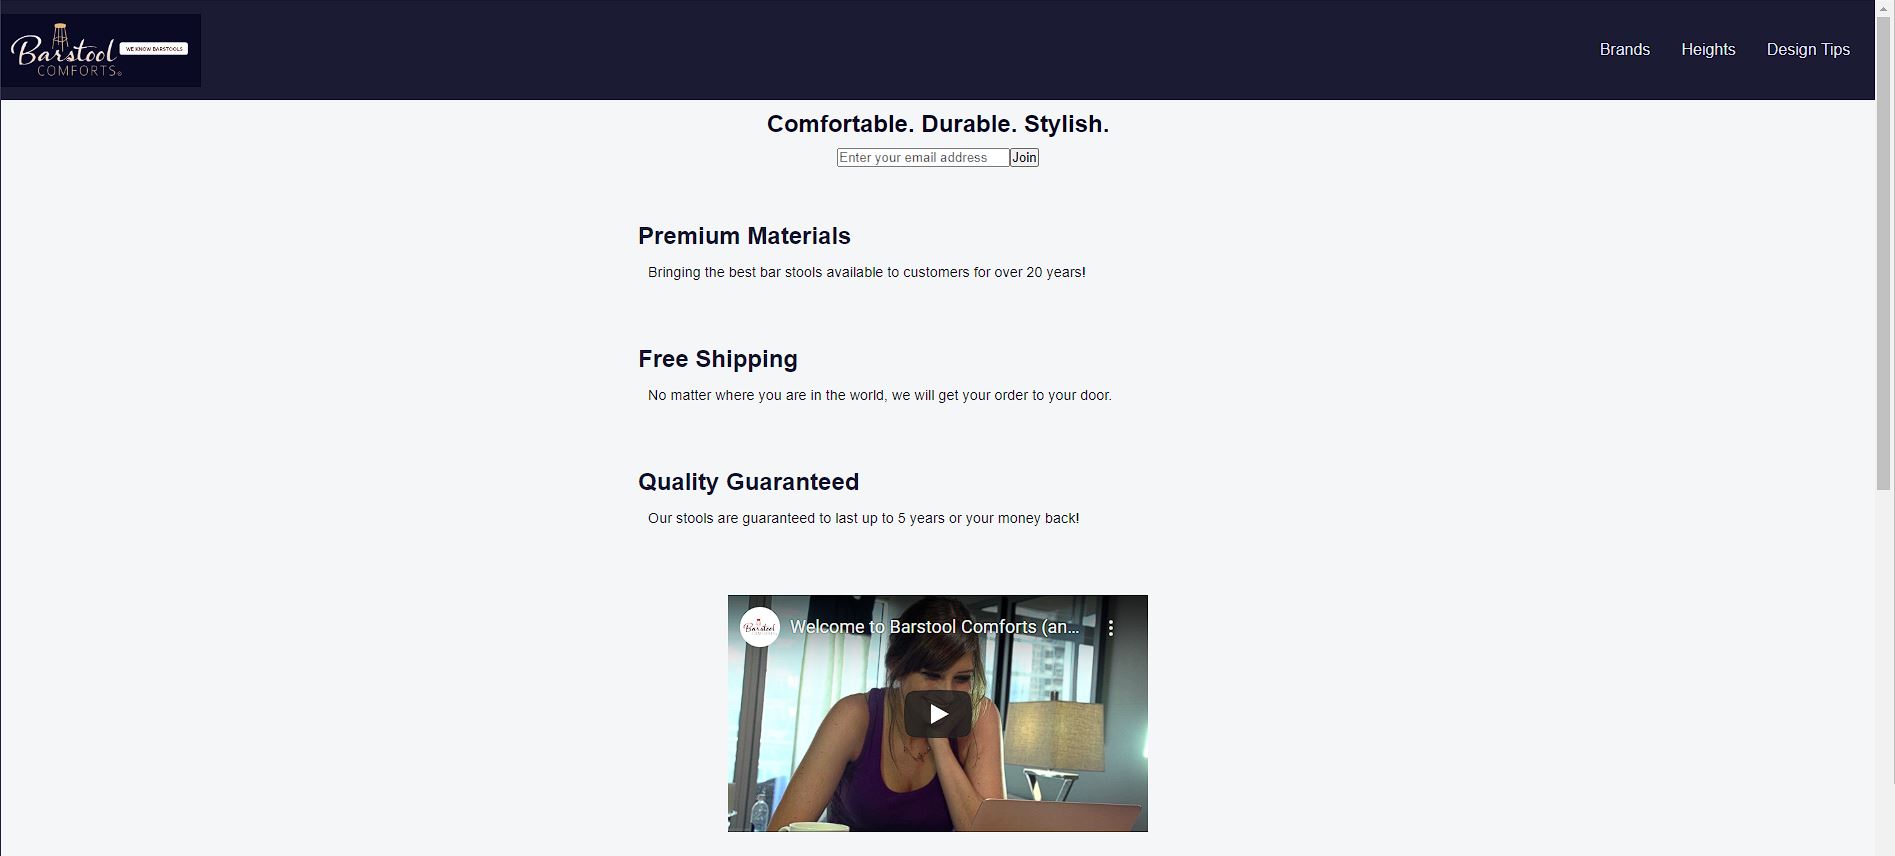 Barstool
COMFORTS
WE KNOW BARSTOOLS
Brands
Heights
Design Tips
Comfortable. Durable. Stylish.
Enter your email address
Join
Premium Materials
Bringing the best bar stools available to customers for over 20 years!
Free Shipping
No matter where you are in the world, we will get your order to your door.
Quality Guaranteed
Our stools are guaranteed to last up to 5 years or your money back!
Barstool
COMFORTS
Welcome to Barstool Comforts (an...